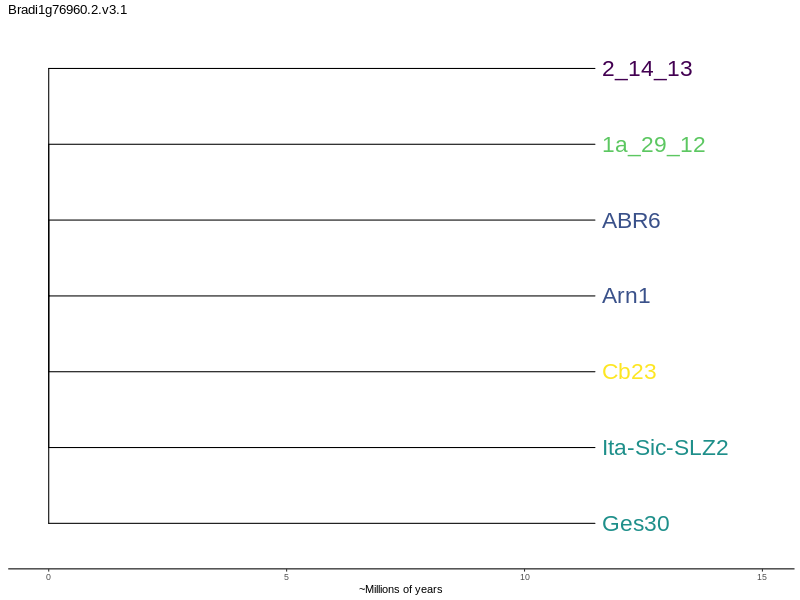 Bradi1g76960.2.v3.1
2_14_13
1a_29_12
ABR6
Arn1
Cb23
Ita-Sic-SLZ2
Ges30
0 5 10 15
~Millions of years